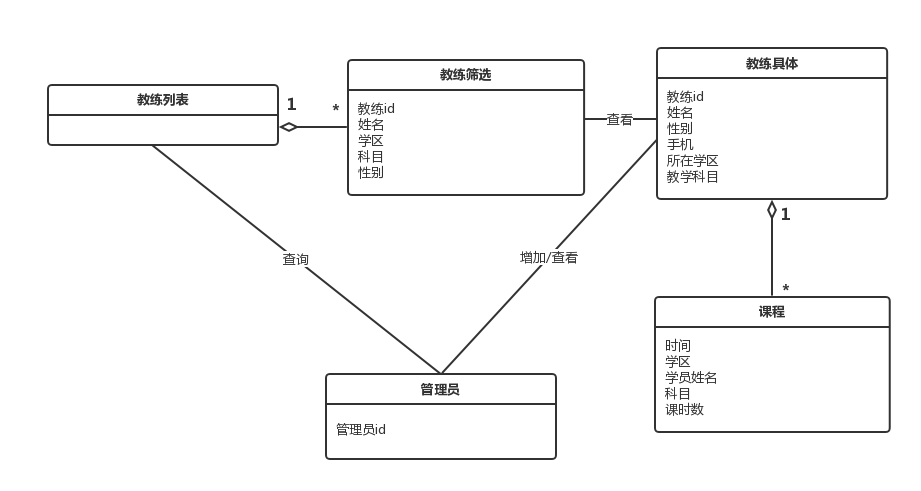 教练列表
1
*
教练筛选
教练id
姓名
学区
科目
性别
查看
教练具体
教练id
姓名
性别
手机
所在学区
教学科目
1
*
查询
增加/查看
课程
时间
学区
学员姓名
科目
课时数
管理员
管理员id